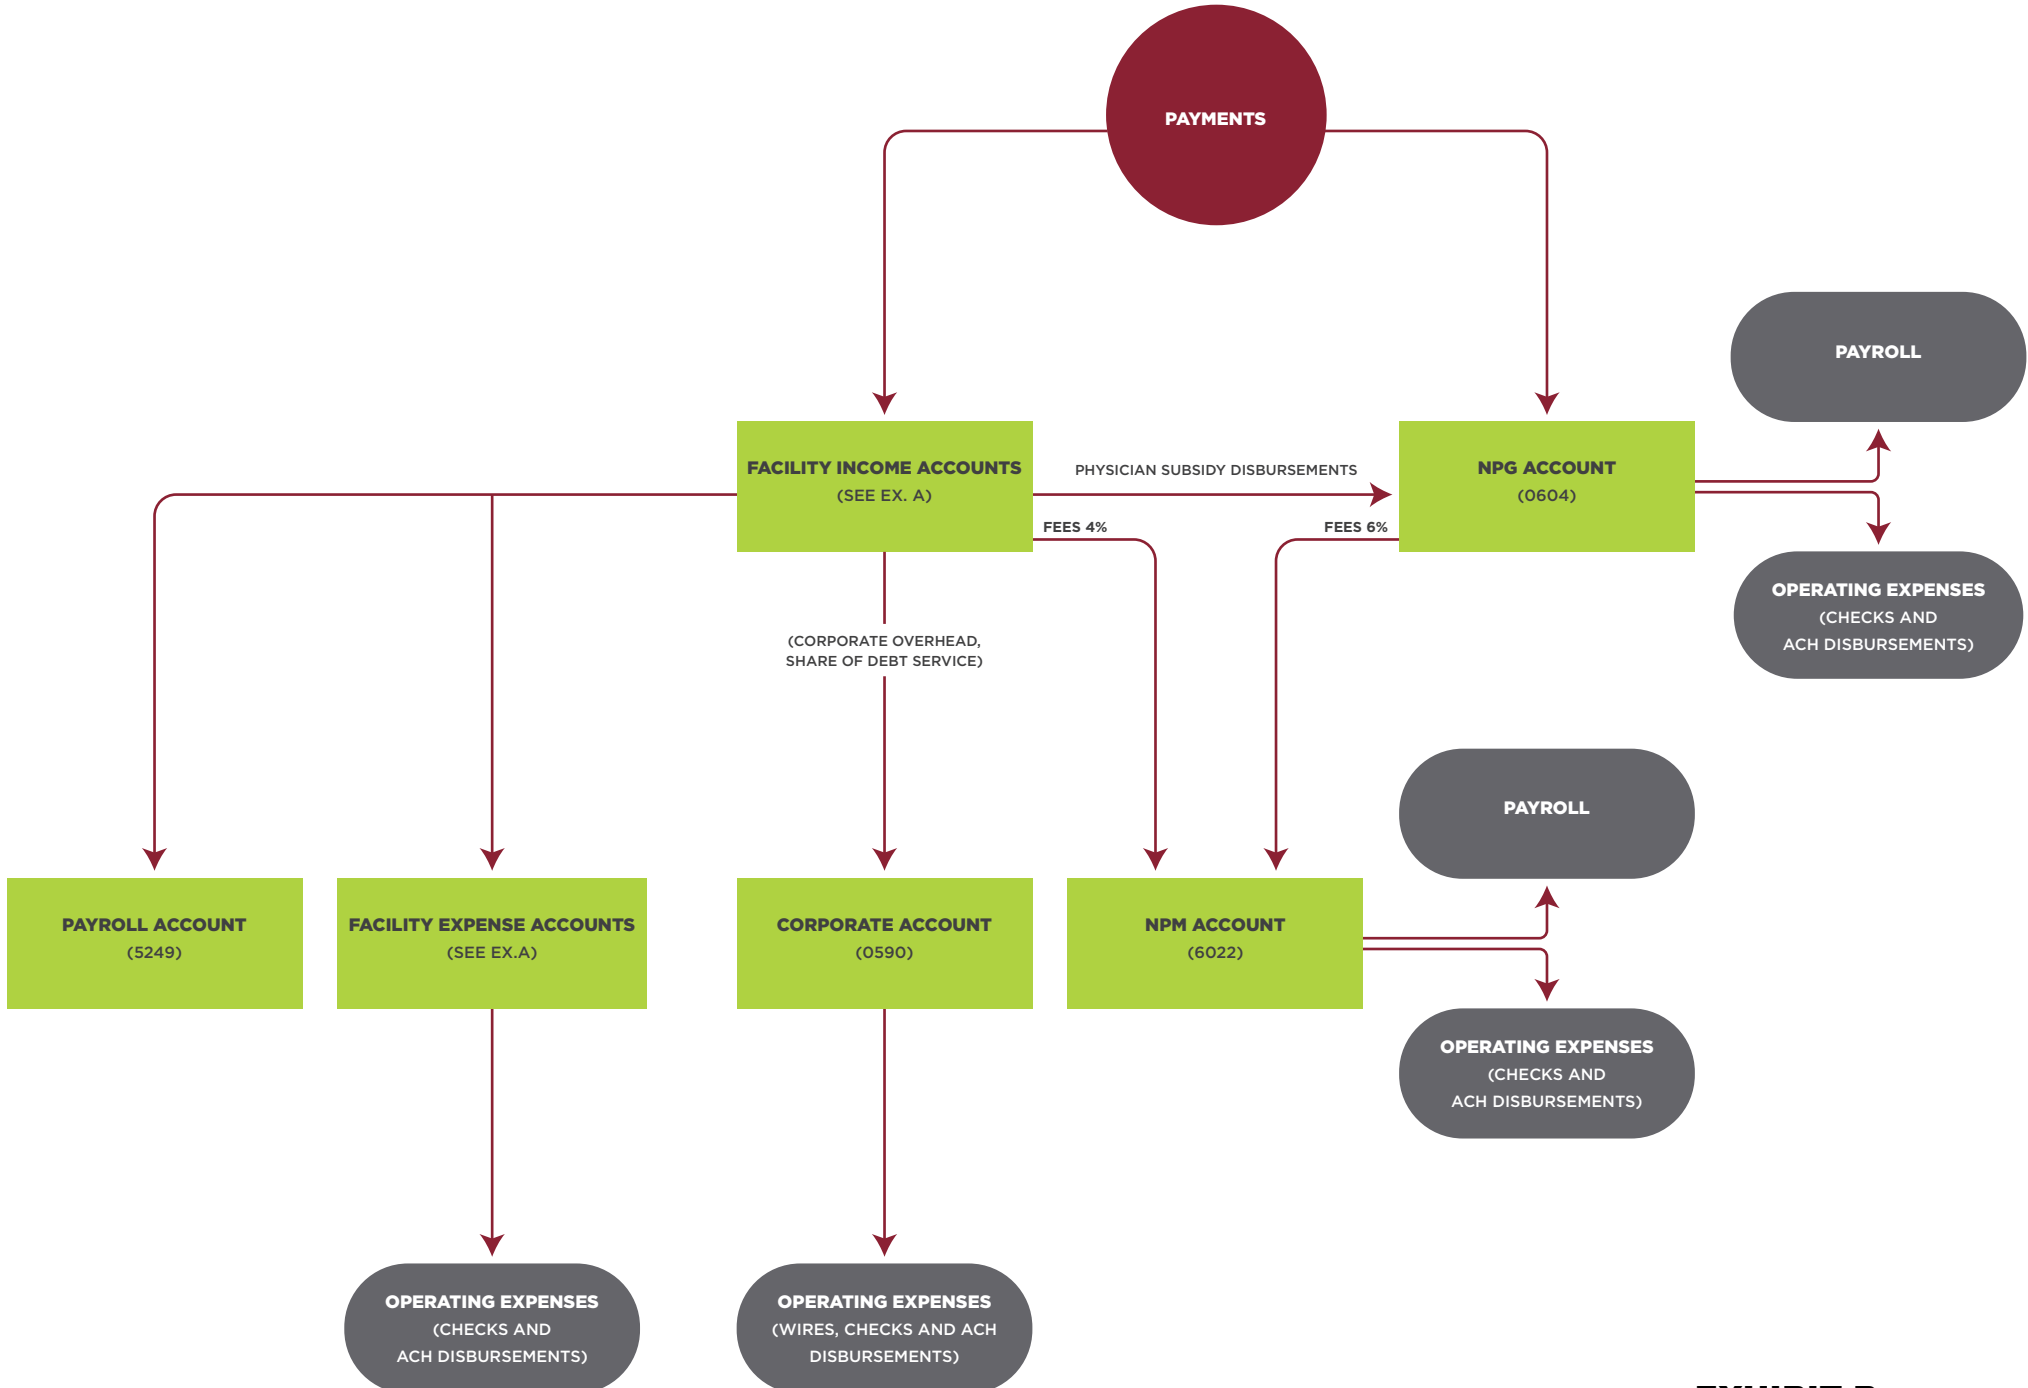 PAYMENTS
PAYROLL
FACILITY INCOME ACCOUNTS
(SEE EX. A)
PHYSICIAN SUBSIDY DISBURSEMENTS
NPG ACCOUNT
(0604)
FEES 4%
FEES 6%
OPERATING EXPENSES
(CHECKS AND
ACH DISBURSEMENTS)
(CORPORATE OVERHEAD,
SHARE OF DEBT SERVICE)
PAYROLL
PAYROLL ACCOUNT
(5249)
FACILITY EXPENSE ACCOUNTS
(SEE EX.A)
CORPORATE ACCOUNT
(0590)
NPM ACCOUNT
(6022)
OPERATING EXPENSES
(CHECKS AND
ACH DISBURSEMENTS)
OPERATING EXPENSES
(CHECKS AND
ACH DISBURSEMENTS)
OPERATING EXPENSES
(WIRES, CHECKS AND ACH
DISBURSEMENTS)